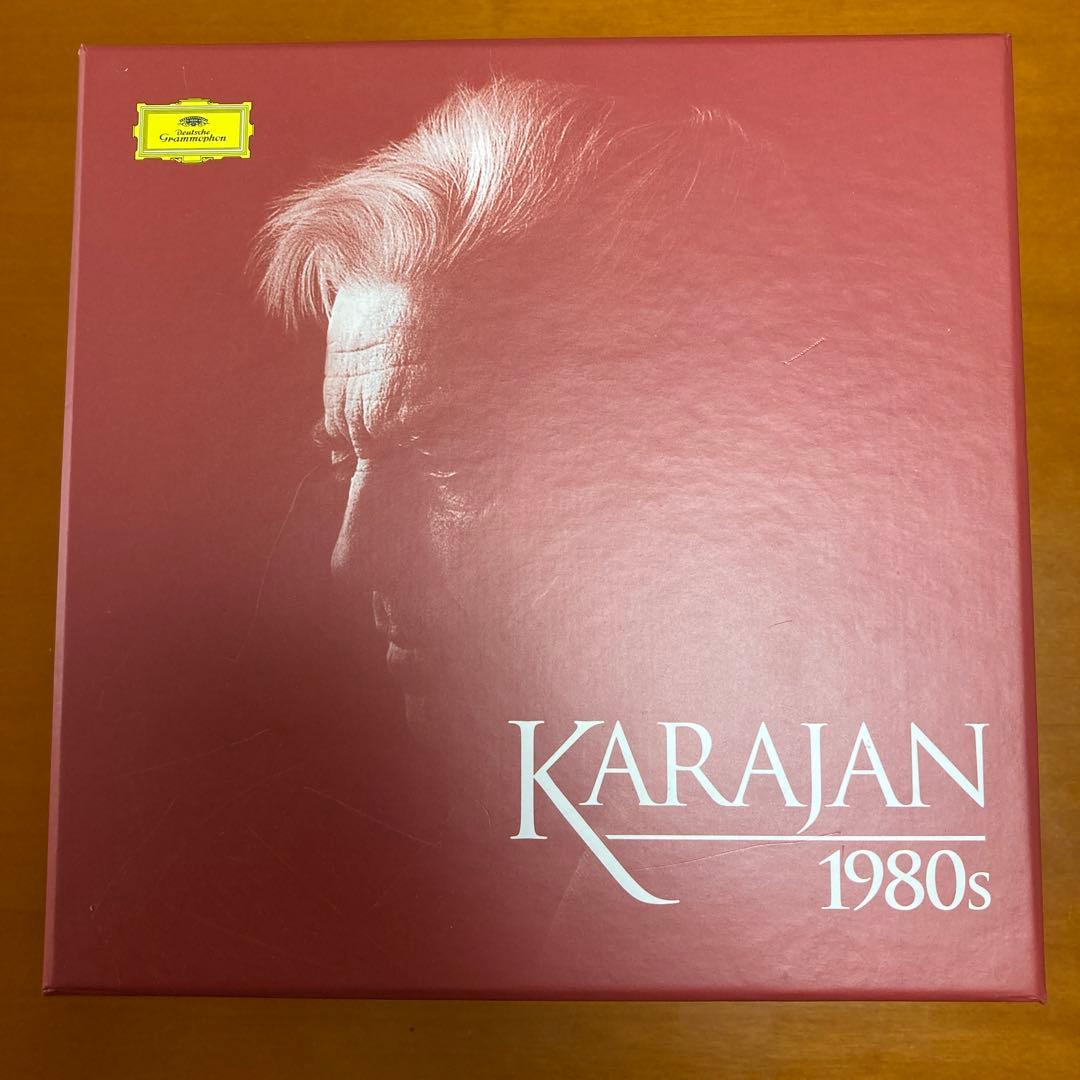 Deutsche
Grammophon
KARAJAN
1980s